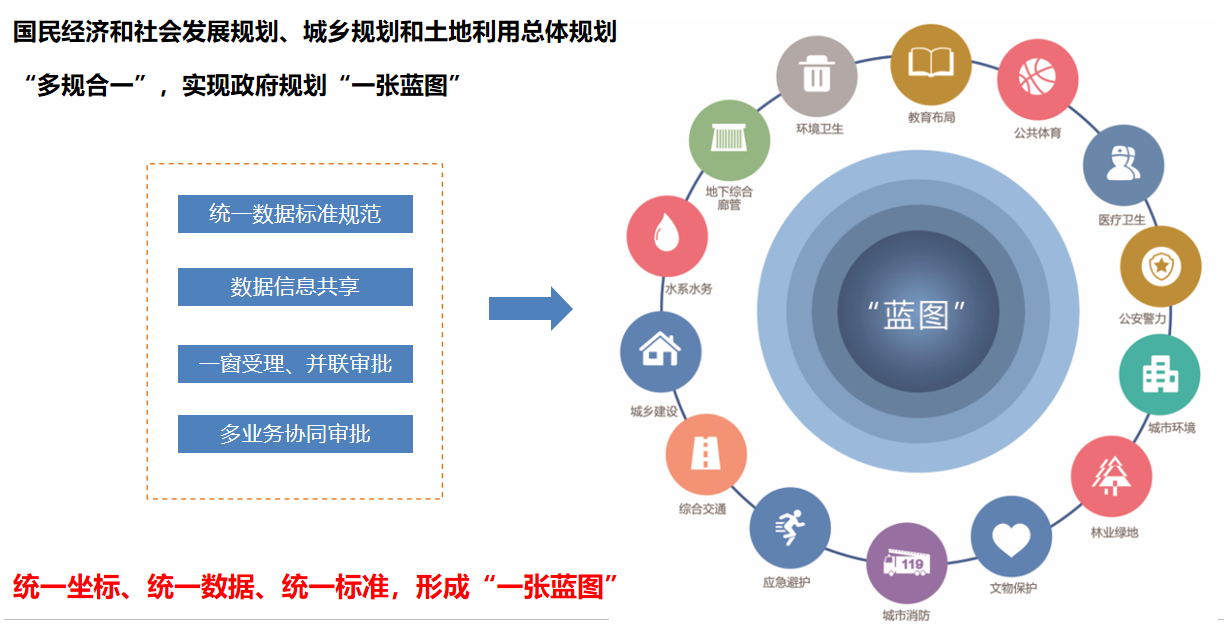 国民经济和社会发展规划、城乡规划和土地利用总体规划
“多规合一”，实现政府规划“一张蓝图”
统一数据标准规范
数据信息共享
一窗受理、并联审批
多业务协同审批
统一坐标、统一数据、统一标准，形成“一张蓝图”
“蓝图”
教育布局
公共体育
医疗卫生
公安警力
城市环境
林业绿地
文物保护
119
城市消防
应急避护
综合交通
城乡建设
水系水务
地下综合
廊管
环境卫生